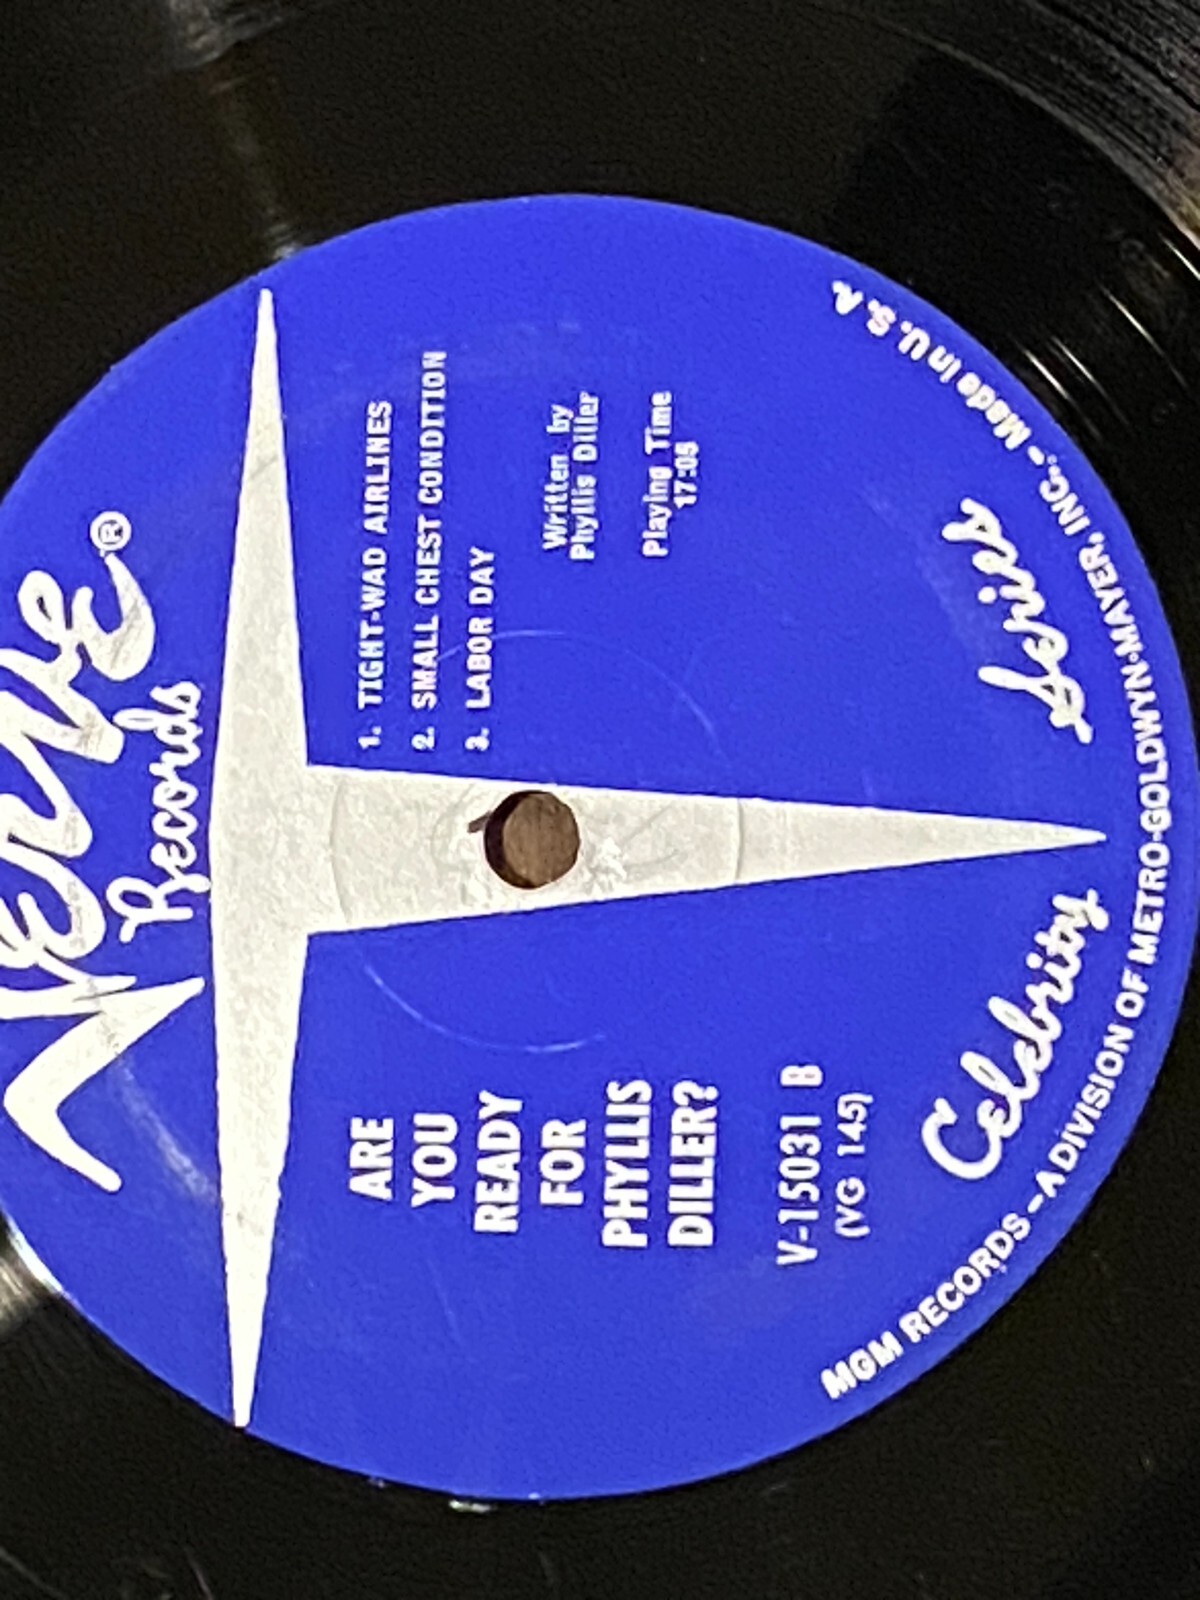 VERVE®
Records
ARE
YOU
READY
FOR
PHYLLIS
DILLER?
V-15031 B
(VG 145)
1. TIGHT-WAD AIRLINES
2. SMALL CHEST CONDITION
3. LABOR DAY
Written by
Phyllis Diller
Playing Time
17:05
Celebrity Series
MGM RECORDS – A DIVISION OF METRO-GOLDWYN-MAYER, INC. - Made in U. S. A.